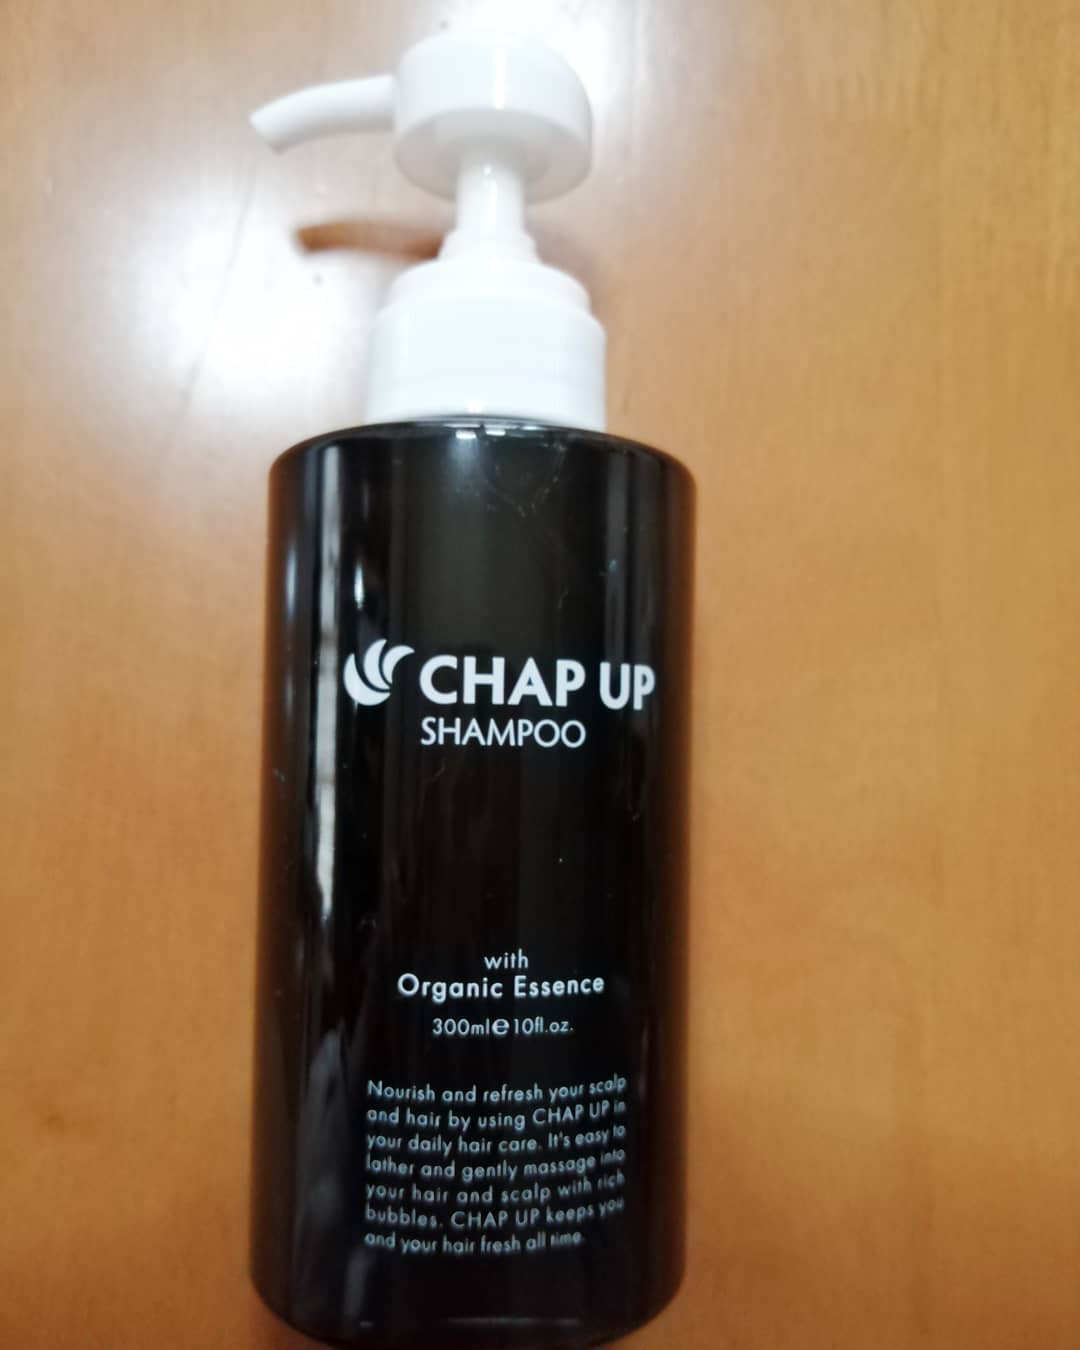 CHAP UP
SHAMPOO
with
Organic Essence
300ml℮10fl.oz.
Nourish and refresh your scalp
and hair by using CHAP UP in
your daily hair care. It's easy to
lather and gently massage into
your hair and scalp with rich
bubbles. CHAP UP keeps you
and your hair fresh all time.